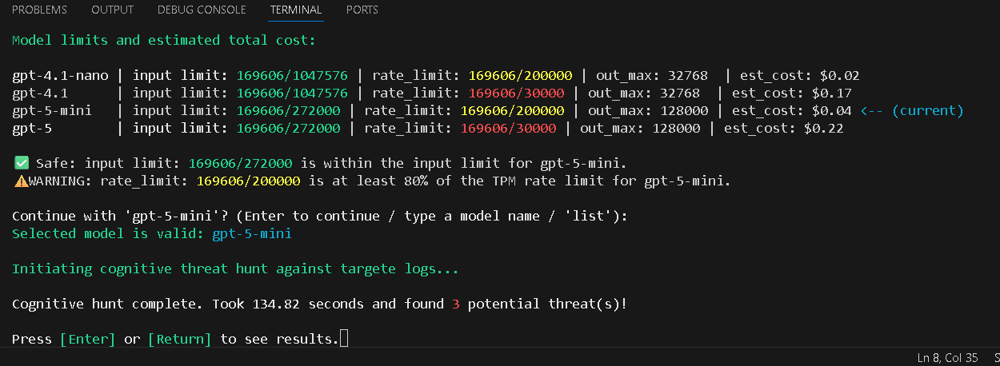 PROBLEMS OUTPUT DEBUG CONSOLE TERMINAL PORTS
Model limits and estimated total cost:
gpt-4.1-nano | input limit: 169606/1047576 | rate_limit: 169606/200000 | out_max: 32768 | est_cost: $0.02
gpt-4.1 | input limit: 169606/1047576 | rate_limit: 169606/30000 | out_max: 32768 | est_cost: $0.17
gpt-5-mini | input limit: 169606/272000 | rate_limit: 169606/200000 | out_max: 128000 | est_cost: $0.04 <-- (current)
gpt-5 | input limit: 169606/272000 | rate_limit: 169606/30000 | out_max: 128000 | est_cost: $0.22
✅ Safe: input limit: 169606/272000 is within the input limit for gpt-5-mini.
⚠️WARNING: rate_limit: 169606/200000 is at least 80% of the TPM rate limit for gpt-5-mini.
Continue with 'gpt-5-mini'? (Enter to continue / type a model name / 'list'):
Selected model is valid: gpt-5-mini
Initiating cognitive threat hunt against targete logs...
Cognitive hunt complete. Took 134.82 seconds and found 3 potential threat(s)!
Press [Enter] or [Return] to see results.
Ln 8, Col 35 S